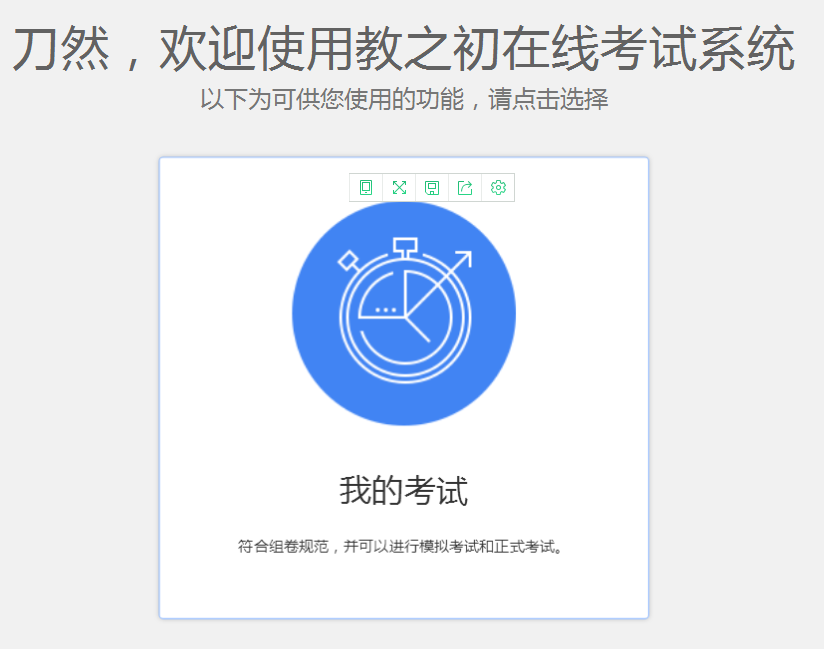 刀然，欢迎使用教之初在线考试系统
以下为可供您使用的功能，请点击选择
我的考试
符合组卷规范，并可以进行模拟考试和正式考试。